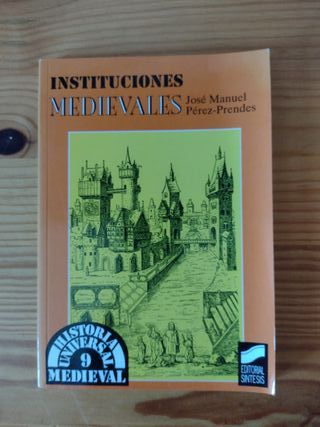 INSTITUCIONES
MEDIEVALES
José Manuel
Pérez-Prendes
HISTORIA
UNIVERSAL
9
MEDIEVAL
EDITORIAL
SINTESIS